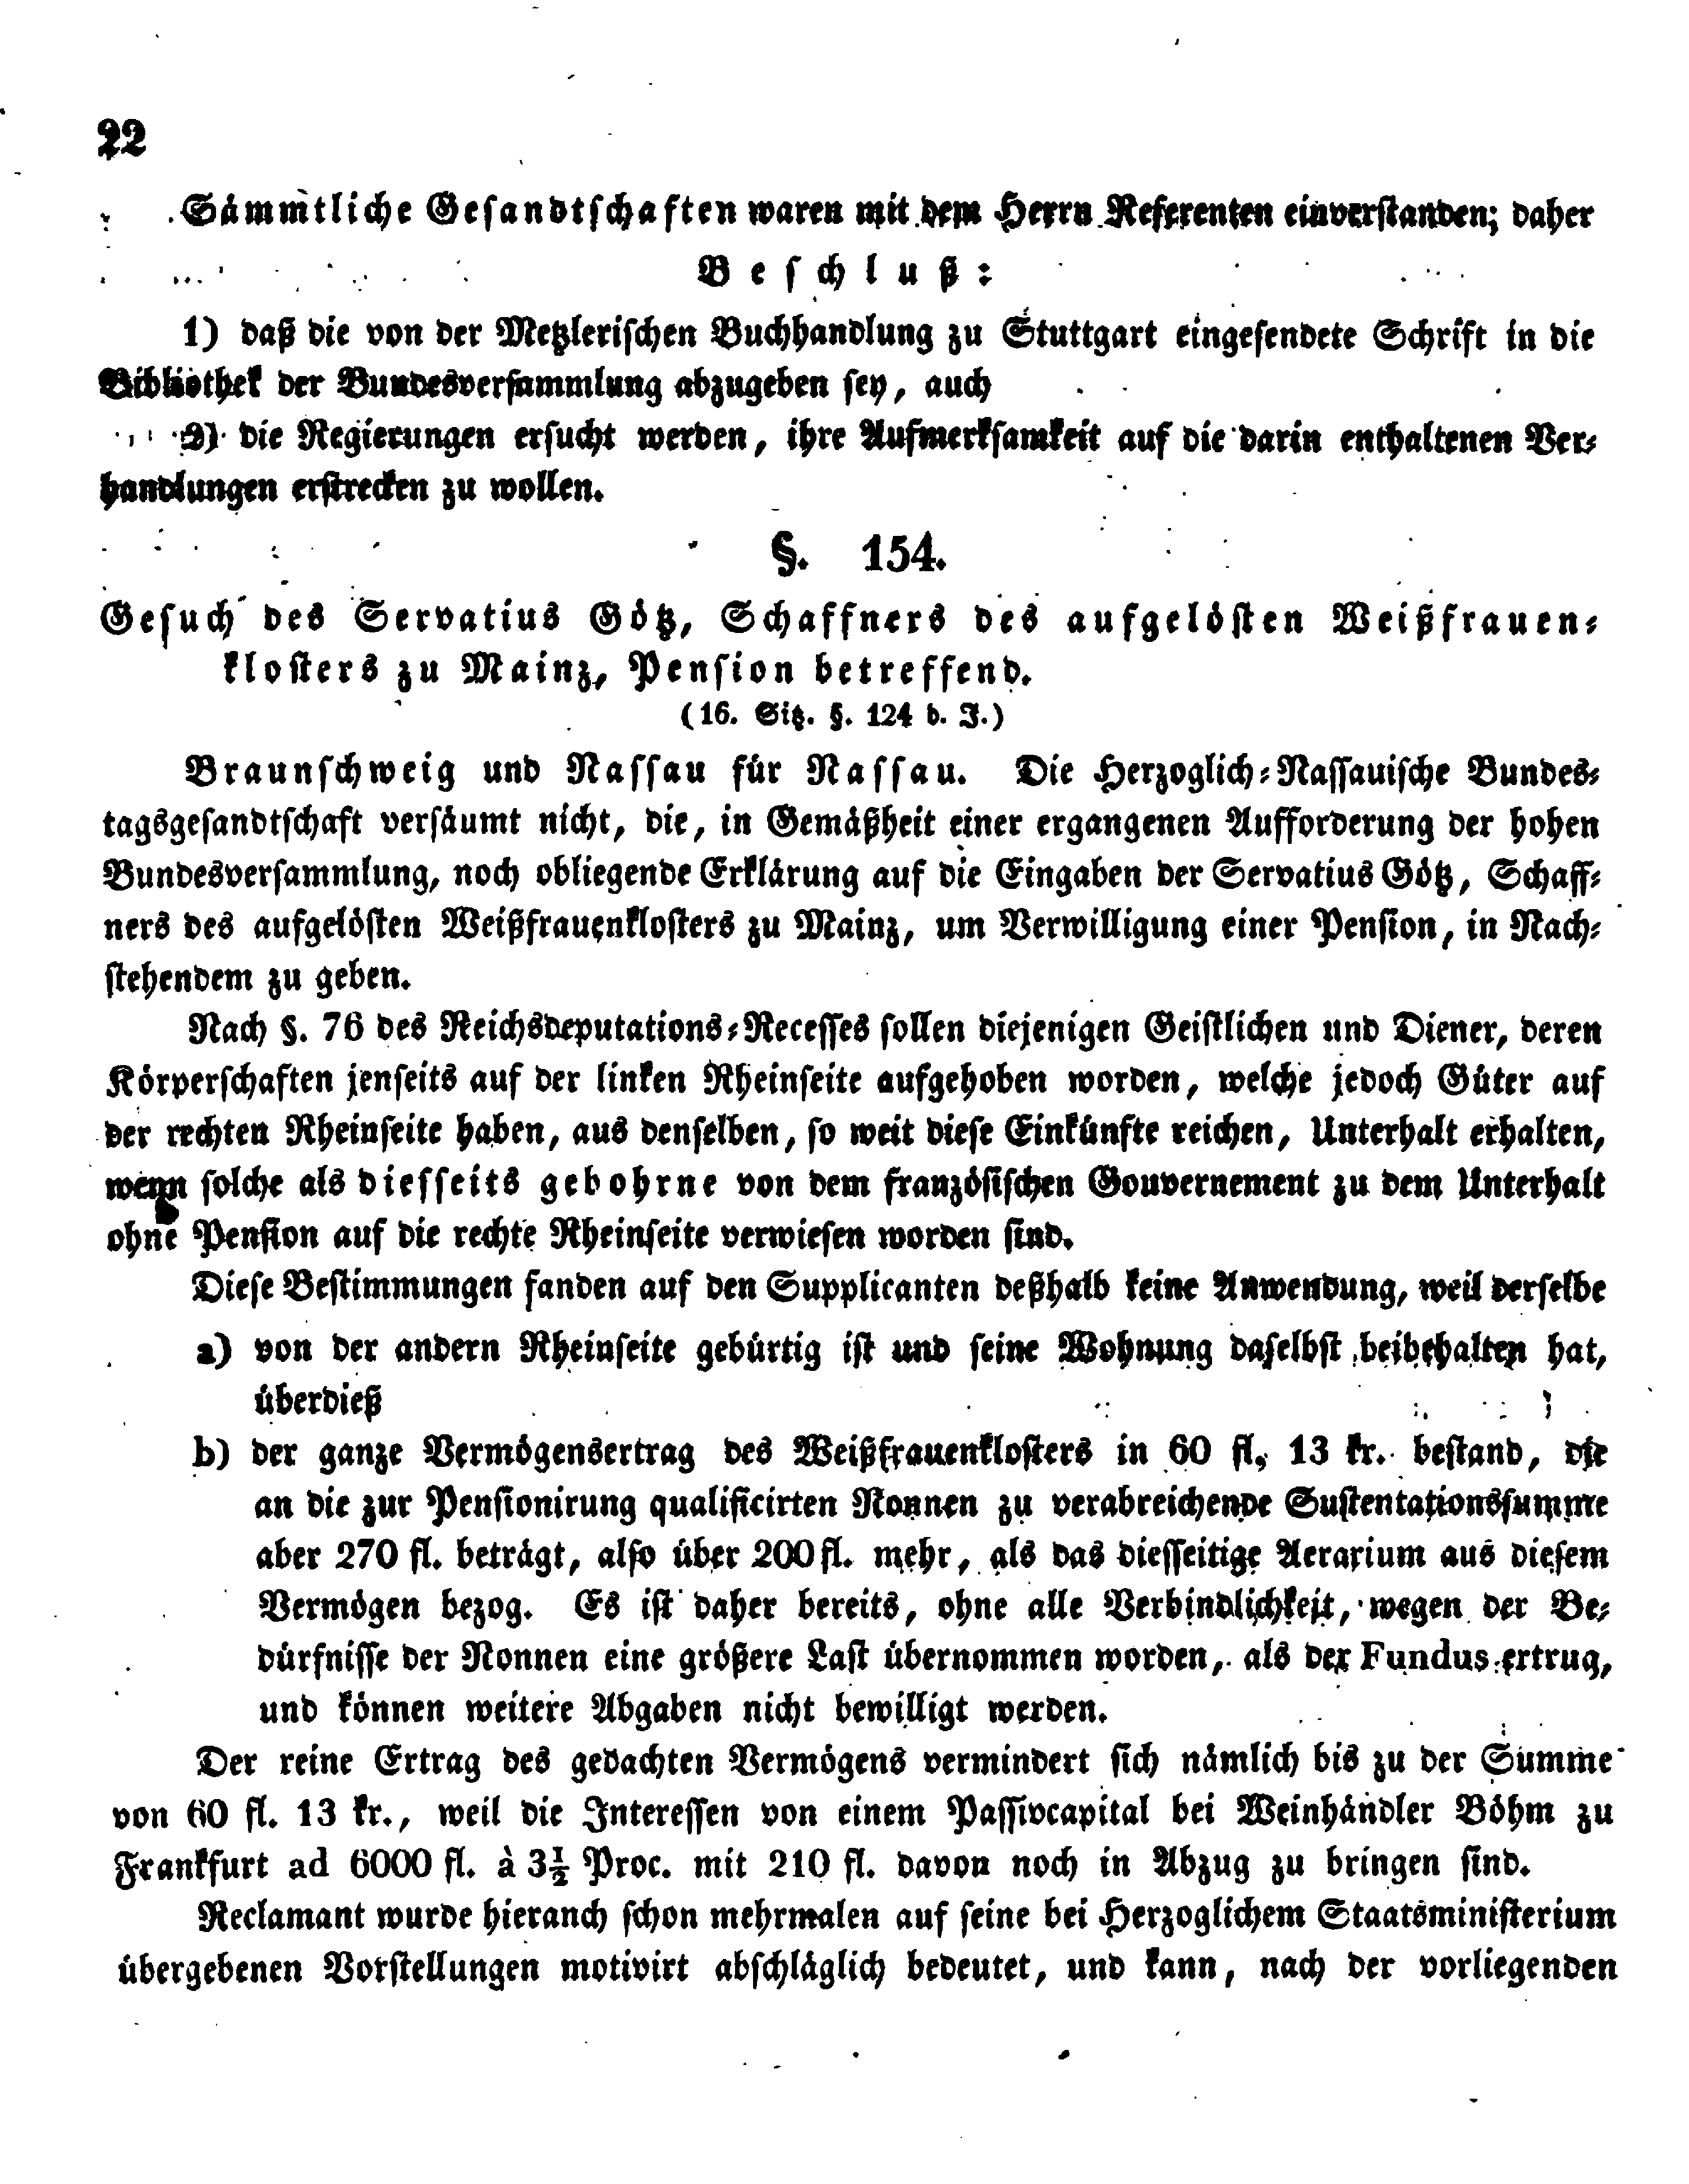 22
Sämmtliche Gesandtschaften waren mit dem Herrn Referenten einverstanden; daher
Beschluß:
1) daß die von der Metzlerischen Buchhandlung zu Stuttgart eingesendete Schrift in die
Bibliothek der Bundesversammlung abzugeben sey, auch
2) die Regierungen ersucht werden, ihre Aufmerksamkeit auf die darin enthaltenen Ver-
handlungen erstrecken zu wollen.
§. 154.
Gesuch des Servatius Götz, Schaffners des aufgelösten Weißfrauen-
klosters zu Mainz, Pension betreffend.
(16. Sitz. §. 124 d. J.)
Braunschweig und Nassau für Nassau. Die Herzoglich-Nassauische Bundes-
tagsgesandtschaft versäumt nicht, die, in Gemäßheit einer ergangenen Aufforderung der hohen
Bundesversammlung, noch obliegende Erklärung auf die Eingaben der Servatius Götz, Schaff-
ners des aufgelösten Weißfrauenklosters zu Mainz, um Verwilligung einer Pension, in Nach-
stehendem zu geben.
Nach §. 76 des Reichsdeputations-Recesses sollen diejenigen Geistlichen und Diener, deren
Körperschaften jenseits auf der linken Rheinseite aufgehoben worden, welche jedoch Güter auf
der rechten Rheinseite haben, aus denselben, so weit diese Einkünfte reichen, Unterhalt erhalten,
wenn solche als diesseits gebohrne von dem französischen Gouvernement zu dem Unterhalt
ohne Pension auf die rechte Rheinseite verwiesen worden sind.
Diese Bestimmungen fanden auf den Supplicanten deßhalb keine Anwendung, weil derselbe
a) von der andern Rheinseite gebürtig ist und seine Wohnung daselbst beibehalten hat,
überdieß
b) der ganze Vermögensertrag des Weißfrauenklosters in 60 fl. 13 kr. bestand, die
an die zur Pensionirung qualificirten Nonnen zu verabreichende Sustentationssumme
aber 270 fl. beträgt, also über 200 fl. mehr, als das diesseitige Aerarium aus diesem
Vermögen bezog. Es ist daher bereits, ohne alle Verbindlichkeit, wegen der Be-
dürfnisse der Nonnen eine größere Last übernommen worden, als der Fundus ertrug,
und können weitere Abgaben nicht bewilligt werden.
Der reine Ertrag des gedachten Vermögens vermindert sich nämlich bis zu der Summe
von 60 fl. 13 kr., weil die Interessen von einem Passivcapital bei Weinhändler Böhm zu
Frankfurt ad 6000 fl. à 3½ Proc. mit 210 fl. davon noch in Abzug zu bringen sind.
Reclamant wurde hieranch schon mehrmalen auf seine bei Herzoglichem Staatsministerium
übergebenen Vorstellungen motivirt abschläglich bedeutet, und kann, nach der vorliegenden